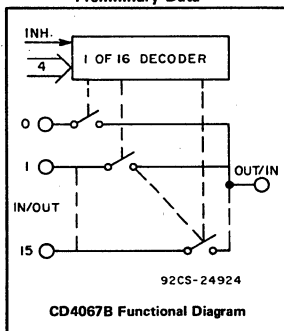 Preliminary Data
INH.
4
1 OF 16 DECODER
0
1
OUT/IN
IN/OUT
15
92CS-24924
CD4067B Functional Diagram